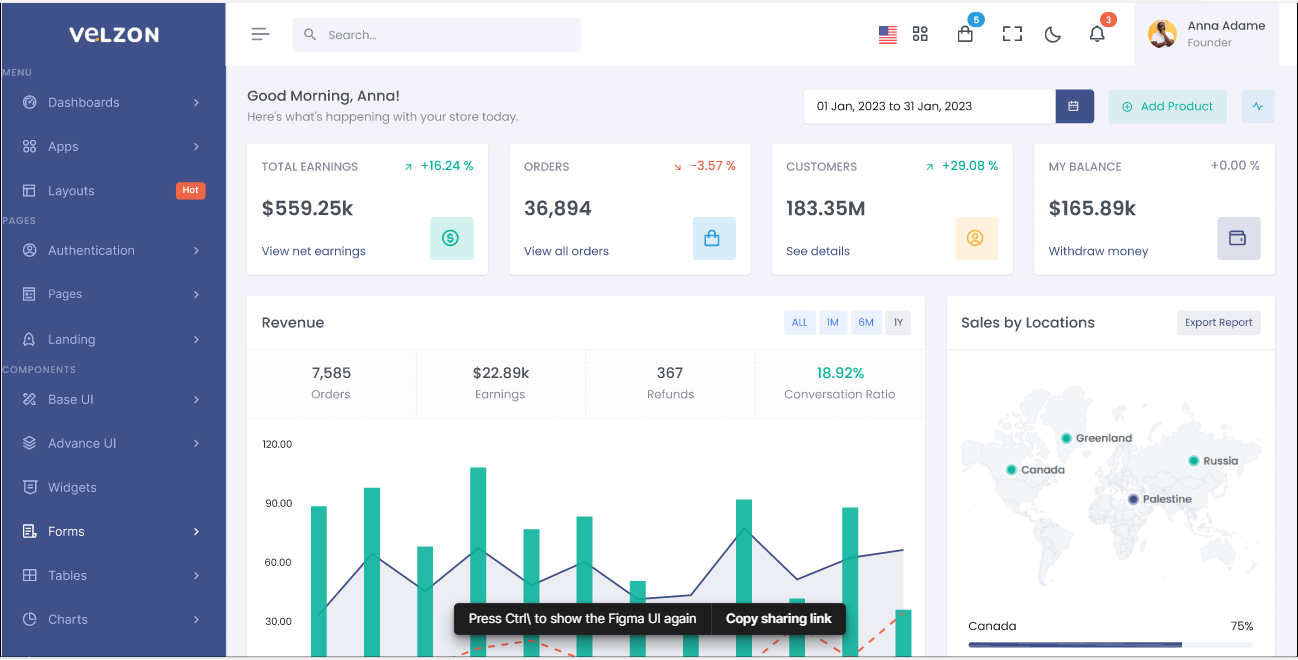 VELZON
Search...
5
3
Anna Adame
Founder
MENU
Dashboards
Apps
Layouts
Hot
PAGES
Authentication
Pages
Landing
COMPONENTS
Base UI
Advance UI
Widgets
Forms
Tables
Charts
Good Morning, Anna!
Here's what's happening with your store today.
01 Jan, 2023 to 31 Jan, 2023
Add Product
TOTAL EARNINGS
+16.24 %
$559.25k
View net earnings
ORDERS
-3.57 %
36,894
View all orders
CUSTOMERS
+29.08 %
183.35M
See details
MY BALANCE
+0.00 %
$165.89k
Withdraw money
Revenue
ALL
1M
6M
1Y
7,585
Orders
$22.89k
Earnings
367
Refunds
18.92%
Conversation Ratio
120.00
90.00
60.00
30.00
Press Ctrl\ to show the Figma UI again
Copy sharing link
Sales by Locations
Export Report
Greenland
Canada
Russia
Palestine
Canada
75%